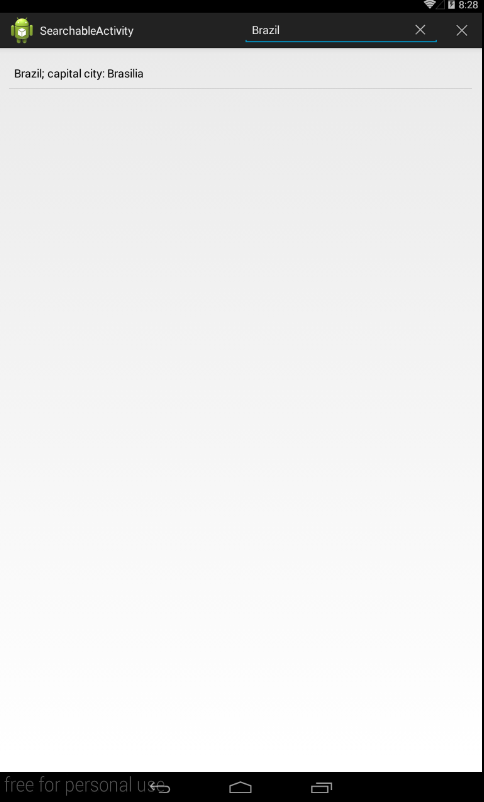 8:28
SearchableActivity
Brazil
Brazil; capital city: Brasilia
free for personal use